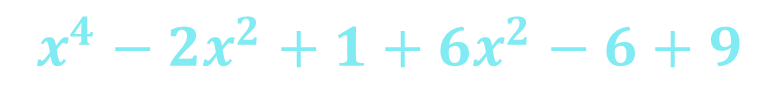 x⁴ − 2x² + 1 + 6x² − 6 + 9